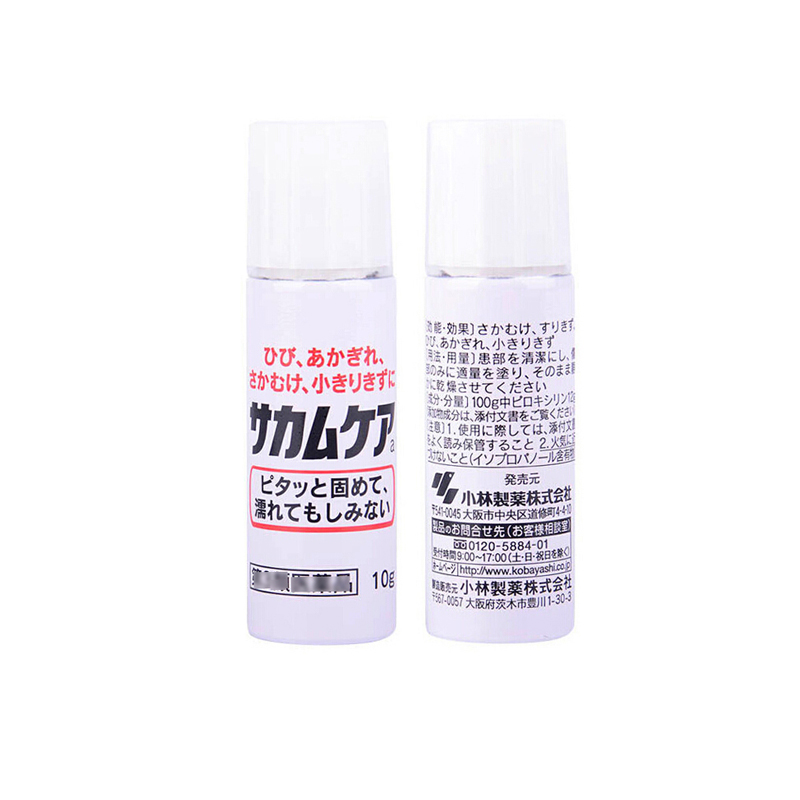 ひび、あかぎれ、
さかむけ、小きりきずに
サカムケア
a
ピタッと固めて、
濡れてもしみない
10g
能・効果〕さかむけ、すりきず、
び、あかぎれ、小きりきず
用法・用量〕患部を清潔にし、
部のみに適量を塗り、そのまま
に乾燥させてください
成分・分量〕100g中ピロキシリン12g
添加物成分は、添付文書をご覧ください
注意〕1. 使用に際しては、添付文書
をよく読み保管すること 2. 火気に
づけないこと(イソプロパノール含有
発売元
小林製薬株式会社
〒541-0045 大阪市中央区道修町4-4-10
製品のお問合せ先(お客様相談室)
0120-5884-01
受付時間9:00~17:00(土・日・祝日を除く)
ホームページ http://www.kobayashi.co.jp
製造販売元 小林製薬株式会社
〒567-0057 大阪府茨木市豊川1-30-3